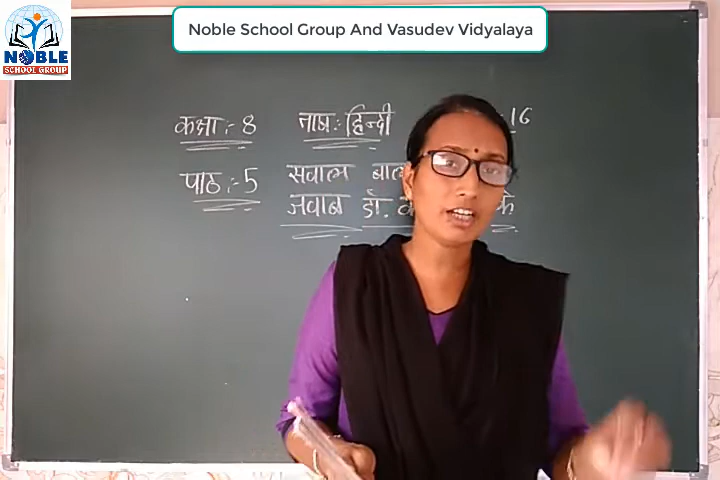 NOBLE
SCHOOL GROUP
Noble School Group And Vasudev Vidyalaya
कक्षा :- 8 हिन्दी 16
पाठ :- 5 सवाल
जवाब डॉ. के